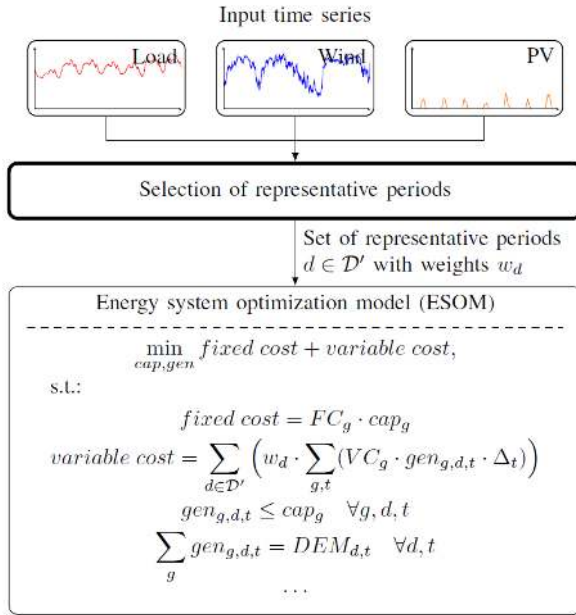 Input time series
Load
Wind
PV
Selection of representative periods
Set of representative periods
d ∈ 𝒟′ with weights w_d
Energy system optimization model (ESOM)
min fixed cost + variable cost,
cap,gen
s.t.:
fixed cost = FC_g · cap_g
variable cost = ∑_{d∈𝒟′} (w_d · ∑_{g,t} (VC_g · gen_{g,d,t} · Δ_t))
gen_{g,d,t} ≤ cap_g ∀g, d, t
∑_g gen_{g,d,t} = DEM_{d,t} ∀d, t
...